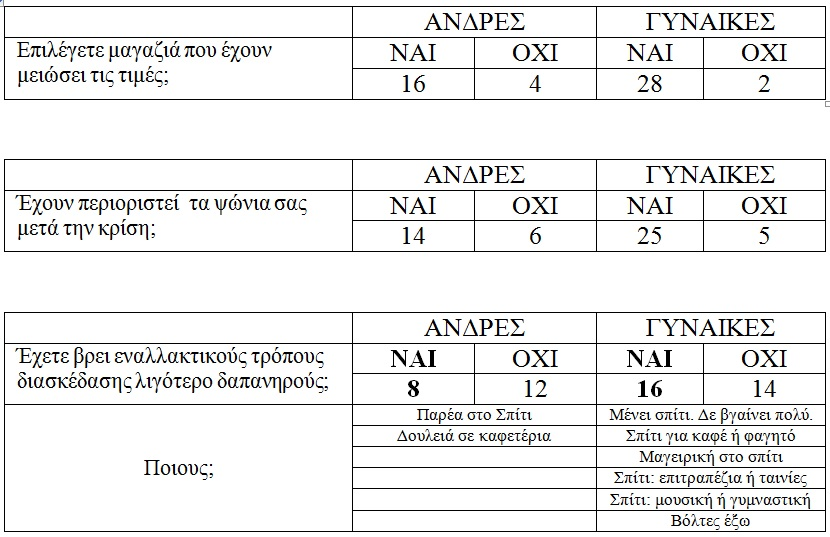 ΑΝΔΡΕΣ ΓΥΝΑΙΚΕΣ
Επιλέγετε μαγαζιά που έχουν
μειώσει τις τιμές;
ΝΑΙ ΟΧΙ ΝΑΙ ΟΧΙ
16 4 28 2
ΑΝΔΡΕΣ ΓΥΝΑΙΚΕΣ
Έχουν περιοριστεί τα ψώνια σας
μετά την κρίση;
ΝΑΙ ΟΧΙ ΝΑΙ ΟΧΙ
14 6 25 5
ΑΝΔΡΕΣ ΓΥΝΑΙΚΕΣ
Έχετε βρει εναλλακτικούς τρόπους
διασκέδασης λιγότερο δαπανηρούς;
ΝΑΙ ΟΧΙ ΝΑΙ ΟΧΙ
8 12 16 14
Ποιους;
Παρέα στο Σπίτι Μένει σπίτι. Δε βγαίνει πολύ.
Δουλειά σε καφετέρια Σπίτι για καφέ ή φαγητό
Μαγειρική στο σπίτι
Σπίτι: επιτραπέζια ή ταινίες
Σπίτι: μουσική ή γυμναστική
Βόλτες έξω